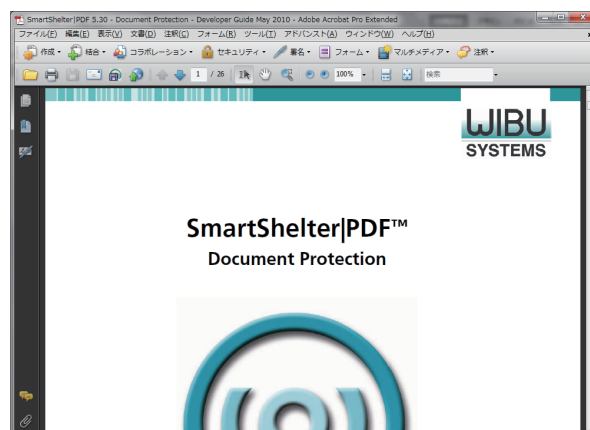 SmartShelter|PDF 5.30 - Document Protection - Developer Guide May 2010 - Adobe Acrobat Pro Extended
ファイル(F) 編集(E) 表示(V) 文書(D) 注釈(C) フォーム(R) ツール(T) アドバンスト(A) ウィンドウ(W) ヘルプ(H)
作成 結合 コラボレーション セキュリティ 署名 フォーム マルチメディア 注釈
1 / 26 100% 検索
WIBU
SYSTEMS
SmartShelter|PDF™
Document Protection